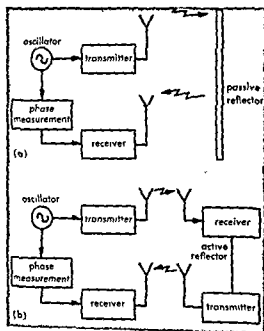 oscillator
transmitter
passive
reflector
phase
measurement
receiver
(a)
oscillator
transmitter
receiver
active
reflector
phase
measurement
receiver
transmitter
(b)